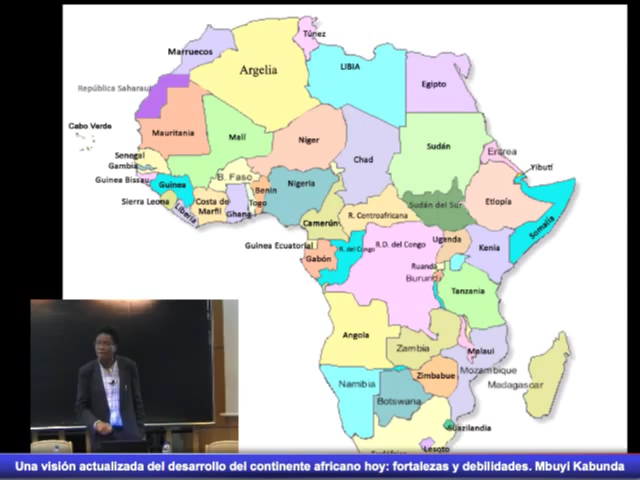 Túnez
Marruecos
Argelia
LIBIA
Egipto
República Saharaui
Cabo Verde
Mauritania
Malí
Níger
Chad
Sudán
Eritrea
Yibuti
Senegal
Gambia
Guinea Bissau
Guinea
B. Faso
Benin
Nigeria
Sierra Leona
Liberia
Costa de
Marfil
Ghana
Togo
Camerún
R. Centroafricana
Sudán del Sur
Etiopía
Somalia
Guinea Ecuatorial
Gabón
R. del Congo
R.D. del Congo
Uganda
Kenia
Ruanda
Burundi
Tanzania
Angola
Zambia
Malaui
Mozambique
Madagascar
Zimbabue
Namibia
Botswana
Suazilandia
Lesoto
Una visión actualizada del desarrollo del continente africano hoy: fortalezas y debilidades. Mbuyi Kabunda